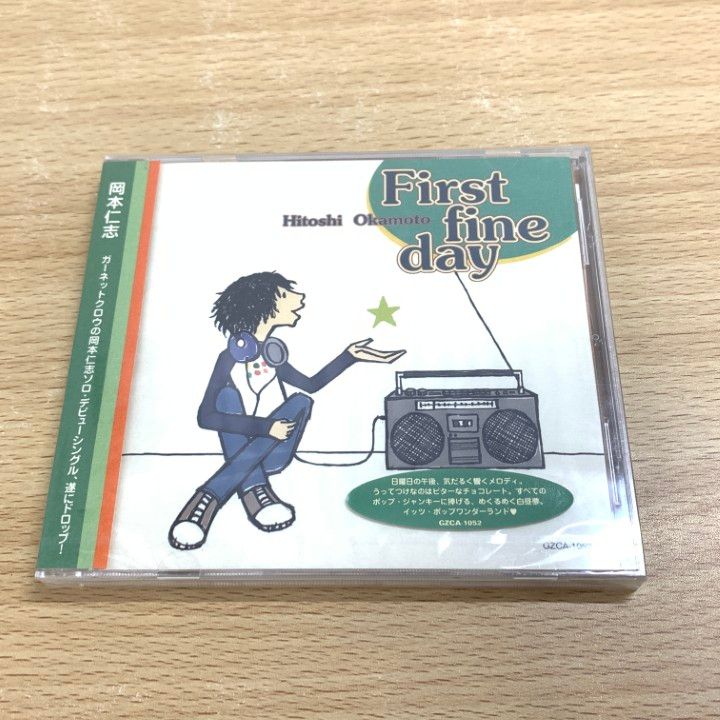 岡本仁志
ガーネットクロウの岡本仁志ソロ・デビューシングル、遂にドロップ!
First
fine
day
Hitoshi Okamoto
日曜日の午後、気だるく響くメロディ。
うってつけなのはビターなチョコレート。すべての
ポップ・ジャンキーに捧げる、めくるめく白昼夢。
イッツ・ポップワンダーランド♥
GZCA 1052
GZCA